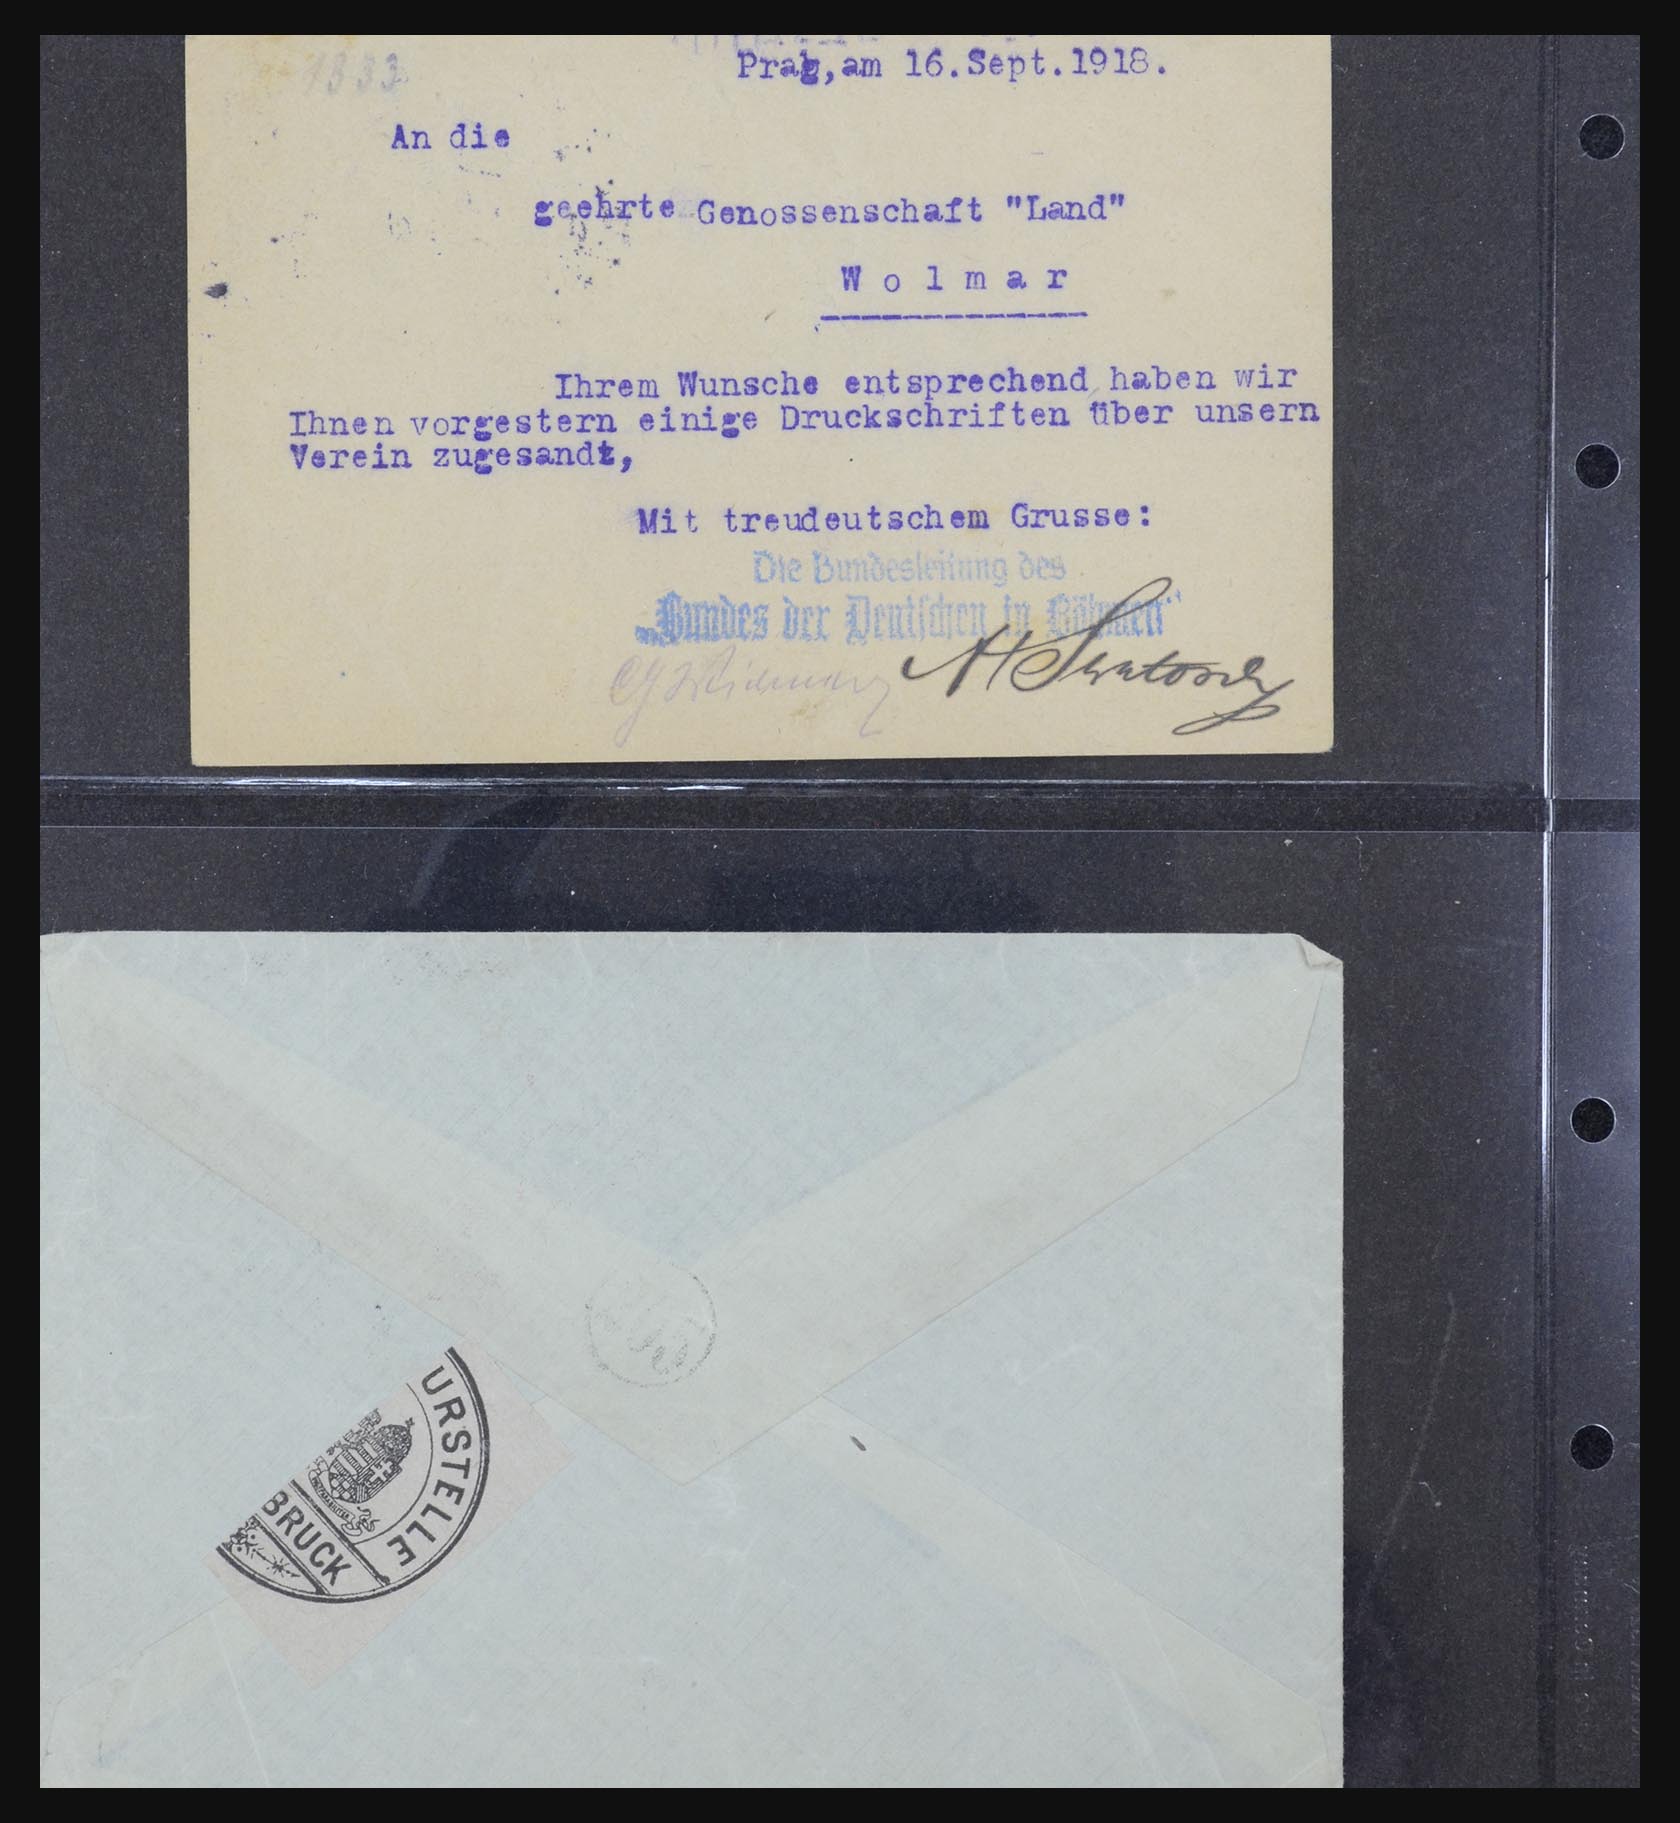 1333
Prag, am 16. Sept. 1918.
An die
geehrte Genossenschaft "Land"
W o l m a r
Ihrem Wunsche entsprechend haben wir
Ihnen vorgestern einige Druckschriften über unsern
Verein zugesandt,
Mit treudeutschem Grusse:
Die Bundesleitung des
„Bundes der Deutschen in Böhmen“
URSTELLE
BRUCK